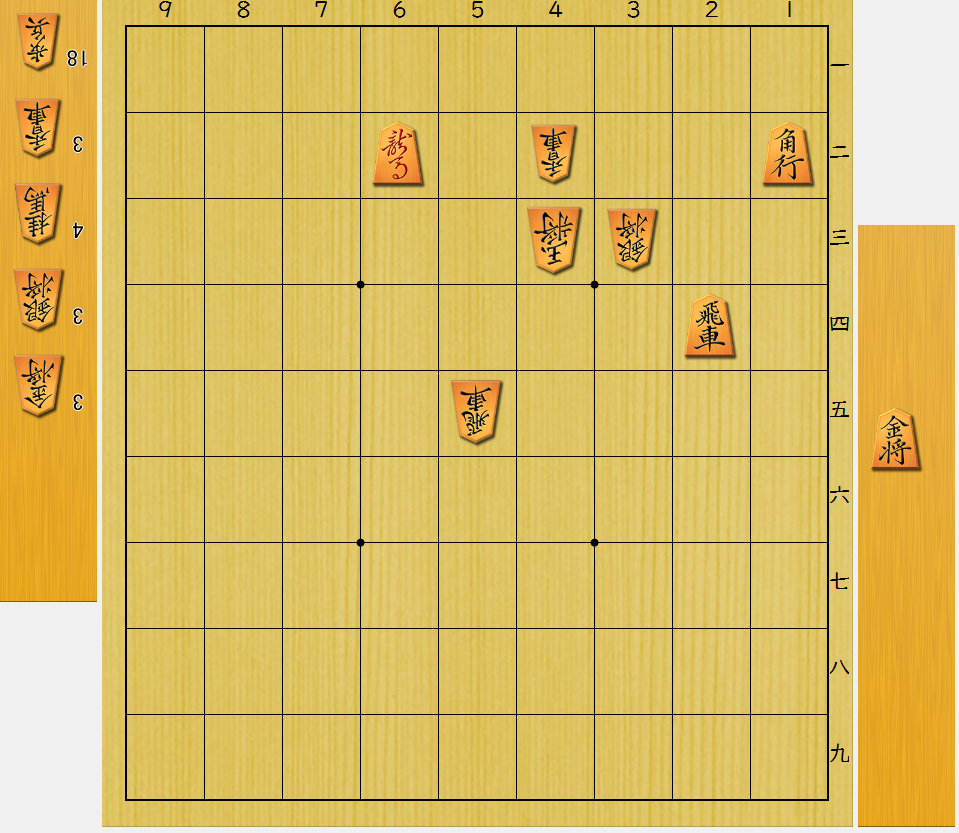 9 8 7 6 5 4 3 2 1
一
二
三
四
五
六
七
八
九
歩兵 18
香車 3
桂馬 4
銀将 3
金将 3
龍馬 香車 角行
玉将 銀将
飛車
飛車
金将